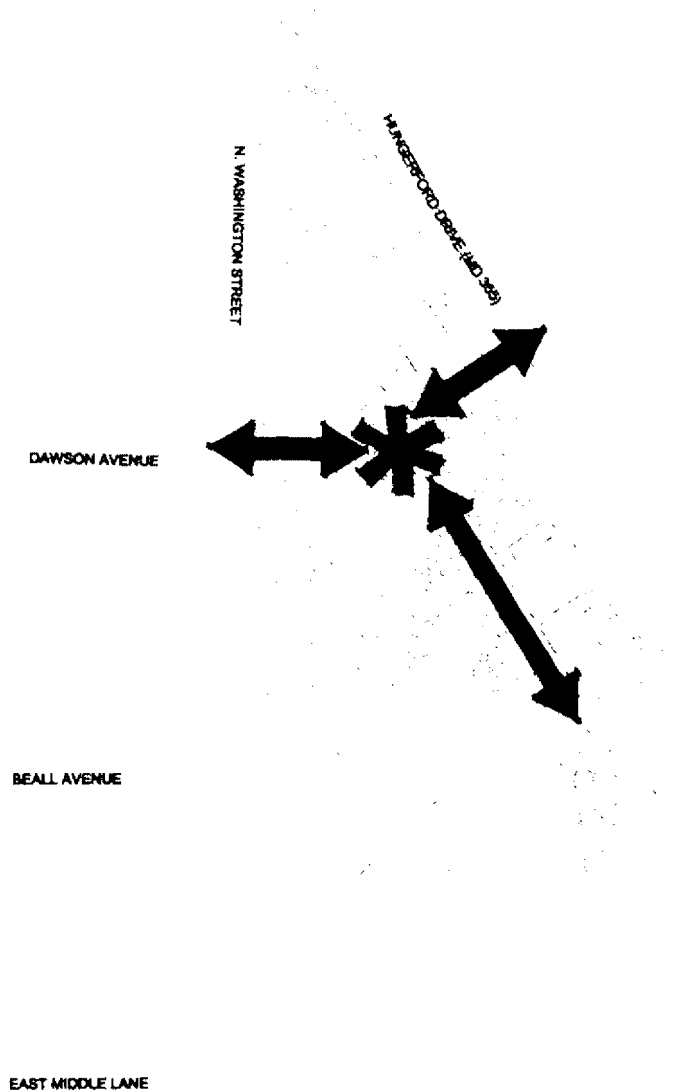 HUNGERFORD DRIVE (MD 355)
N. WASHINGTON STREET
DAWSON AVENUE
BEALL AVENUE
EAST MIDDLE LANE